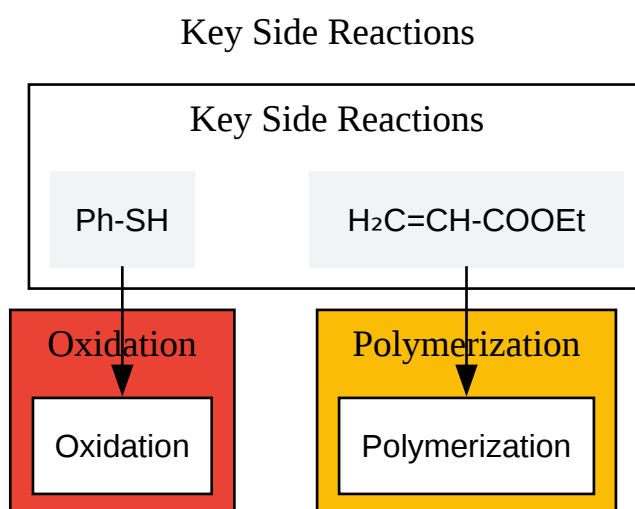 Key Side Reactions
Key Side Reactions
Ph-SH
H₂C=CH-COOEt
Oxidation
Polymerization
Oxidation
Polymerization